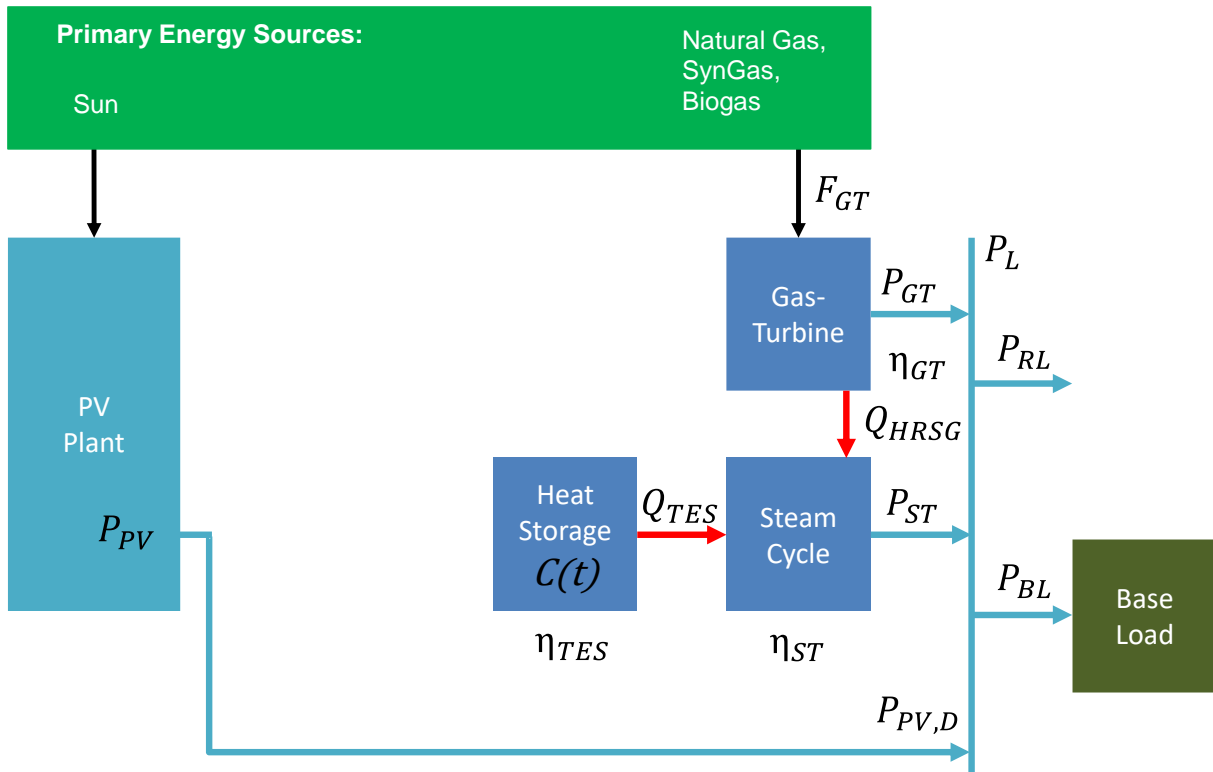 Primary Energy Sources:
Natural Gas,
SynGas,
Biogas
Sun
F_GT
P_L
Gas-
Turbine
P_GT
η_GT
P_RL
Q_HRSG
PV
Plant
P_PV
Heat
Storage
C(t)
η_TES
Q_TES
Steam
Cycle
η_ST
P_ST
P_BL
Base
Load
P_PV,D